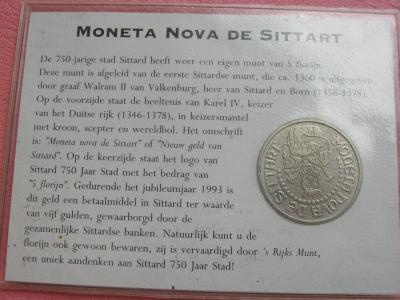 MONETA NOVA DE SITTART
De 750-jarige stad Sittard heeft weer een eigen munt van 5 florijn.
Deze munt is afgeleid van de eerste Sittardse munt, die ca. 1360 is uitgegeven
door graaf Walram II van Valkenburg, heer van Sittard en Born (1356-1378).
Op de voorzijde staat de beeltenis van Karel IV, keizer
van het Duitse rijk (1346-1378), in keizersmantel
met kroon, scepter en wereldbol. Het omschrift
is: "Moneta nova de Sittart" of "Nieuw geld van
Sittard". Op de keerzijde staat het logo van
Sittard 750 Jaar Stad met het bedrag van
"5 florijn". Gedurende het jubileumjaar 1993 is
dit geld een betaalmiddel in Sittard ter waarde
van vijf gulden, gewaarborgd door de
gezamenlijke Sittardse banken. Natuurlijk kunt u de
florijn ook gewoon bewaren, zij is vervaardigd door 's Rijks Munt,
een uniek aandenken aan Sittard 750 Jaar Stad!
MONETA NOVA DE SITTART